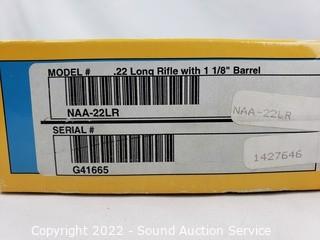 MODEL # .22 Long Rifle with 1 1/8" Barrel
NAA-22LR
NAA-22LR
SERIAL #
G41665
1427646
Copyright 2022 - Sound Auction Service